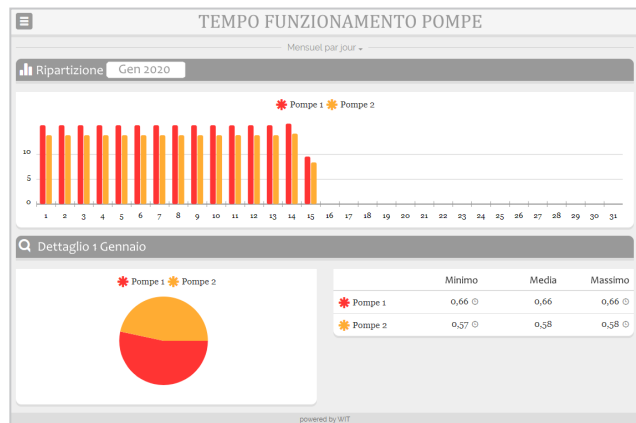 TEMPO FUNZIONAMENTO POMPE
Mensuel par jour
Ripartizione Gen 2020
Pompe 1 Pompe 2
10
5
0
1 2 3 4 5 6 7 8 9 10 11 12 13 14 15 16 17 18 19 20 21 22 23 24 25 26 27 28 29 30 31
Dettaglio 1 Gennaio
Pompe 1 Pompe 2
Minimo Media Massimo
Pompe 1 0,66 0,66 0,66
Pompe 2 0,57 0,58 0,58
powered by WIT